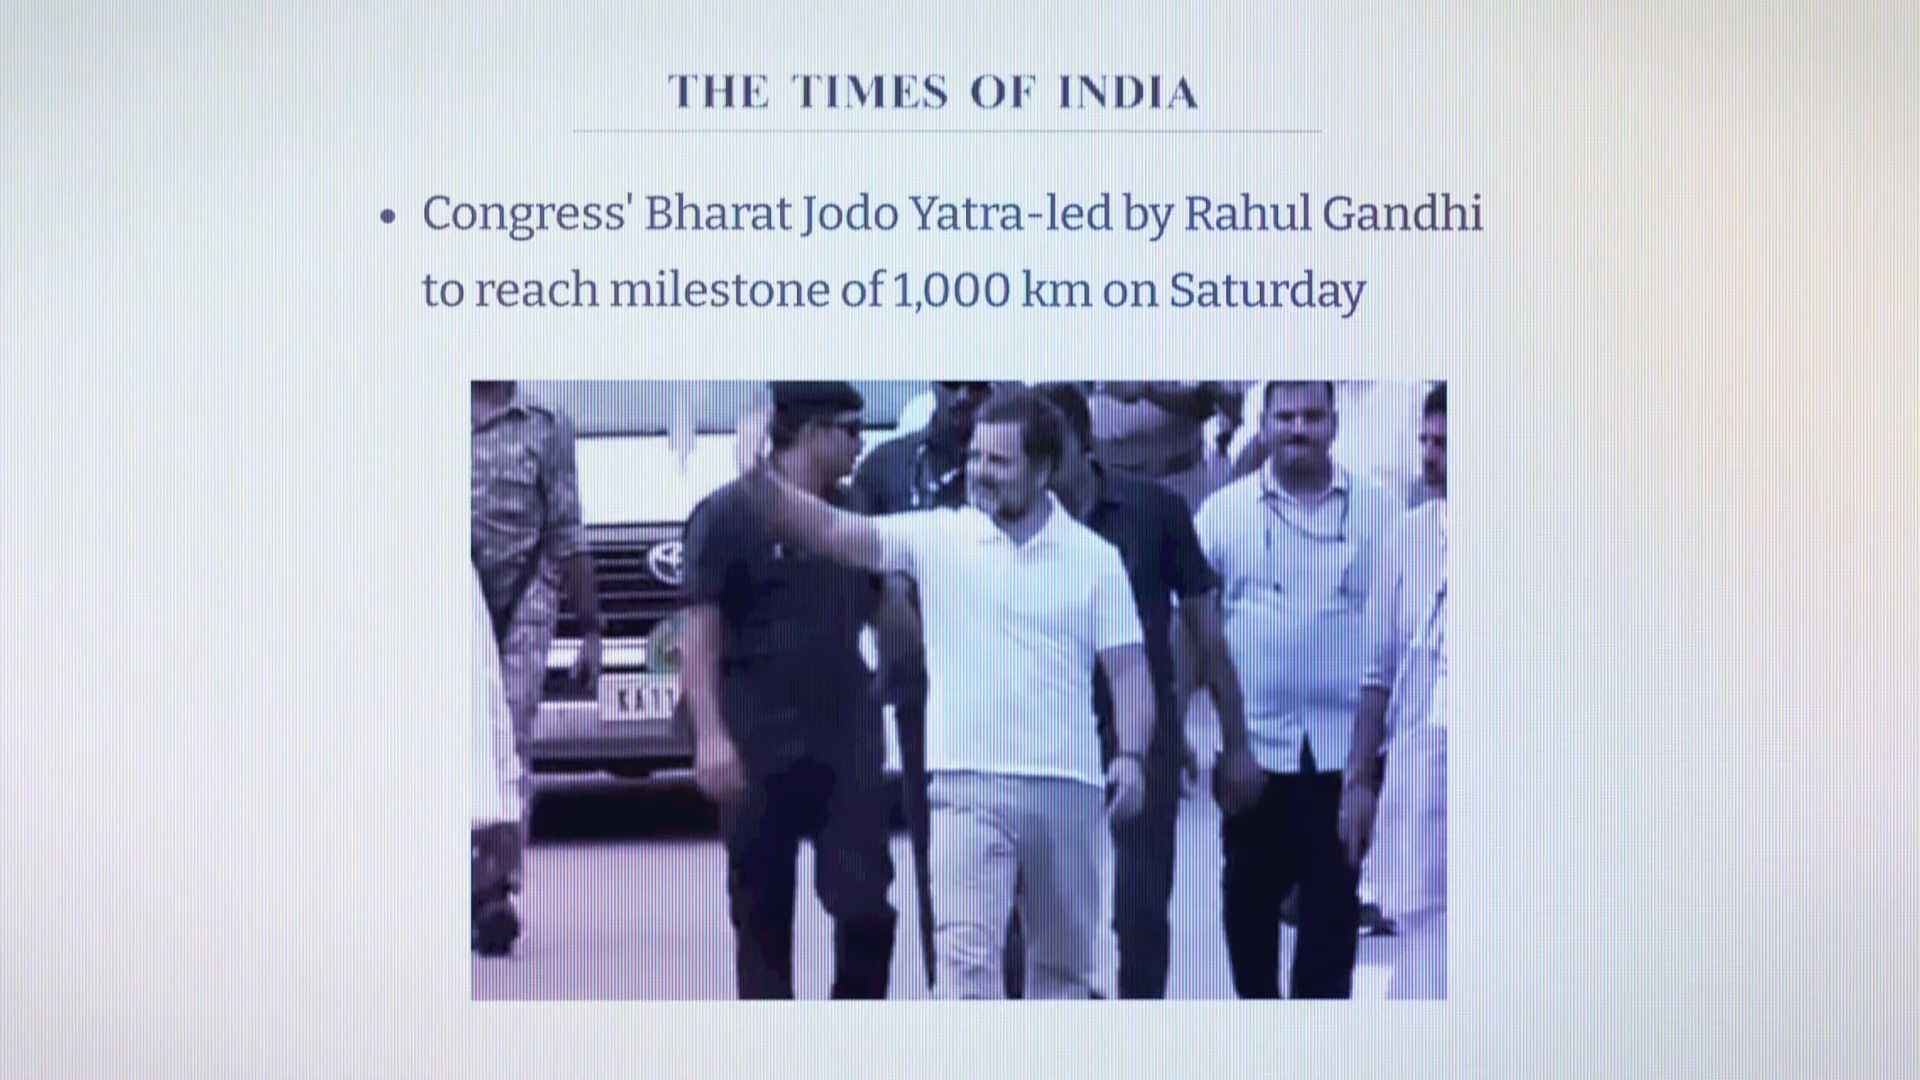 THE TIMES OF INDIA
• Congress' Bharat Jodo Yatra-led by Rahul Gandhi
to reach milestone of 1,000 km on Saturday